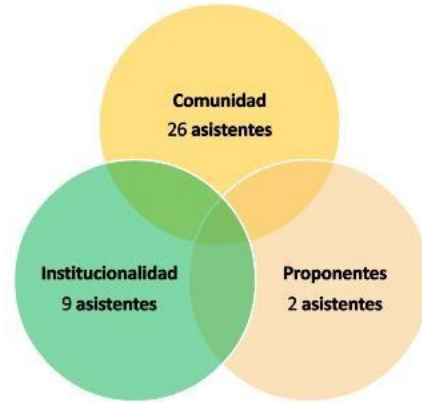 Comunidad
26 asistentes
Institucionalidad
9 asistentes
Proponentes
2 asistentes